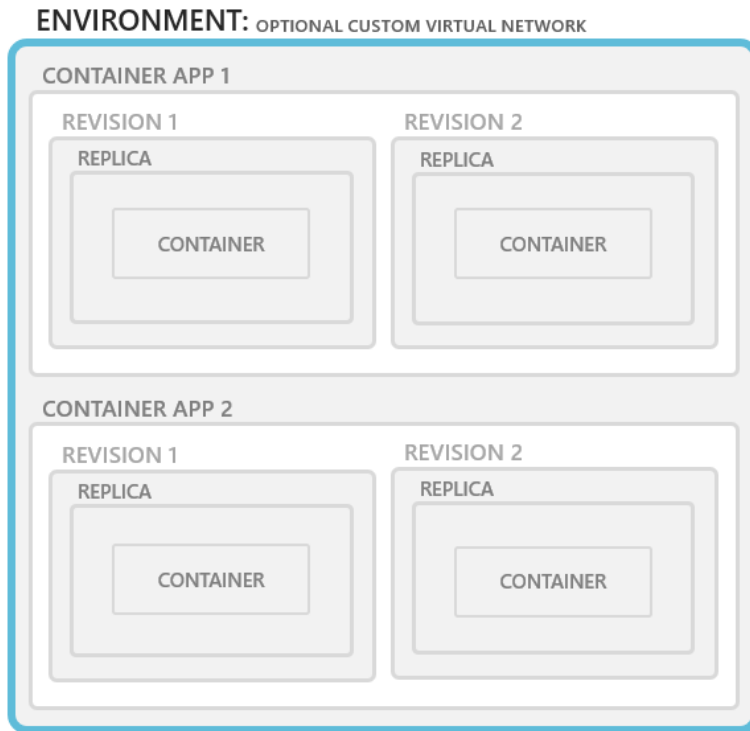 ENVIRONMENT: OPTIONAL CUSTOM VIRTUAL NETWORK
CONTAINER APP 1
REVISION 1
REPLICA
CONTAINER
REVISION 2
REPLICA
CONTAINER
CONTAINER APP 2
REVISION 1
REPLICA
CONTAINER
REVISION 2
REPLICA
CONTAINER